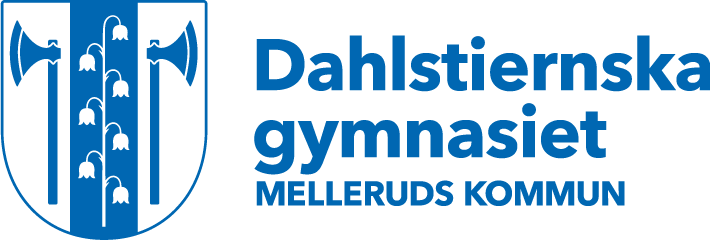 Dahlstiernska
gymnasiet
MELLERUDS KOMMUN